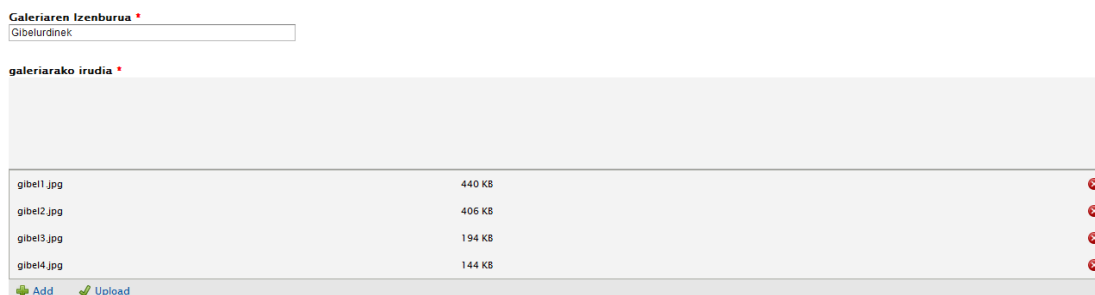 Galeriaren Izenburua *
Gibelurdinek
galeriarako irudia *
gibel1.jpg 440 KB
gibel2.jpg 406 KB
gibel3.jpg 194 KB
gibel4.jpg 144 KB
Add Upload